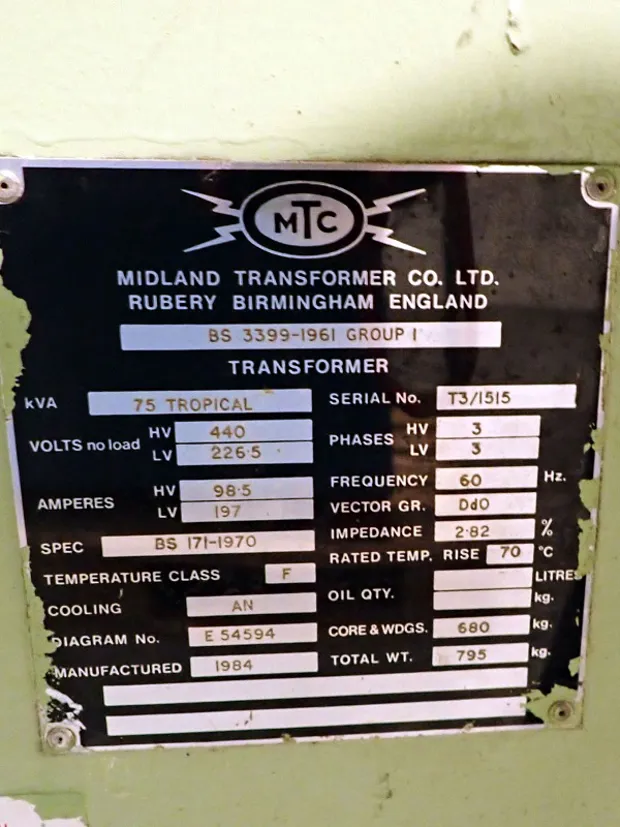 MTC
MIDLAND TRANSFORMER CO. LTD.
RUBERY BIRMINGHAM ENGLAND
BS 3399-1961 GROUP 1
TRANSFORMER
kVA 75 TROPICAL
VOLTS no load HV 440
LV 226·5
AMPERES HV 98·5
LV 197
SPEC BS 171-1970
TEMPERATURE CLASS F
COOLING AN
DIAGRAM No. E 54594
MANUFACTURED 1984
SERIAL No. T3/1515
PHASES HV 3
LV 3
FREQUENCY 60 Hz.
VECTOR GR. Dd0
IMPEDANCE 2·82 %
RATED TEMP. RISE 70 °C
OIL QTY. LITRES
kg.
CORE & WDGS. 680 kg.
TOTAL WT. 795 kg.